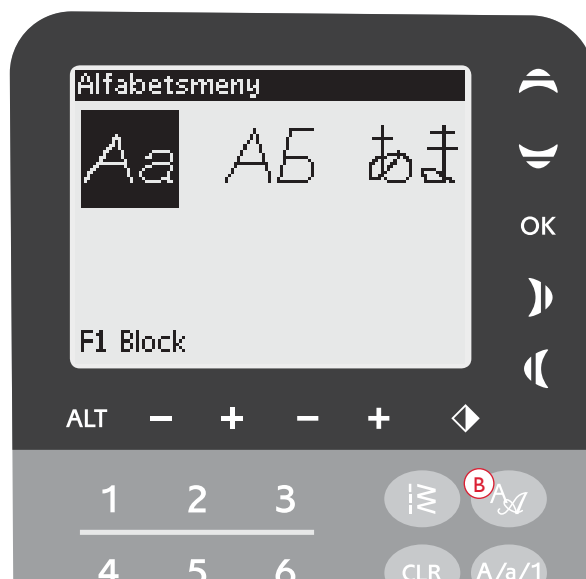 Alfabetsmeny
Aa АБ あま
F1 Block
OK
ALT − + − +
B
1 2 3
4 5 6
CLR A/a/1